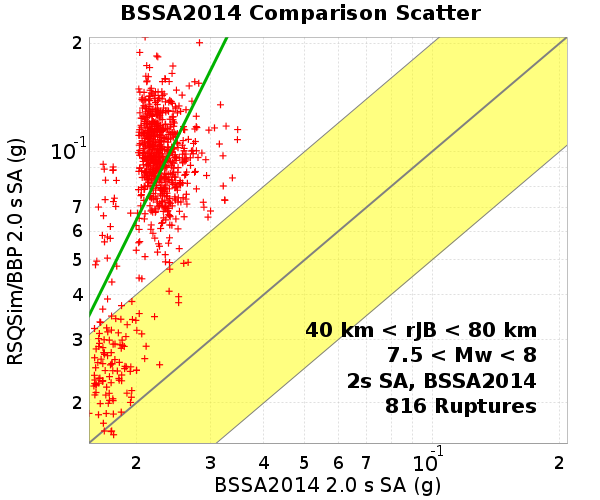 BSSA2014 Comparison Scatter
RSQSim/BBP 2.0 s SA (g)
2
10-1
7
6
5
4
3
2
40 km < rJB < 80 km
7.5 < Mw < 8
2s SA, BSSA2014
816 Ruptures
2 3 4 5 6 7 10-1 2
BSSA2014 2.0 s SA (g)